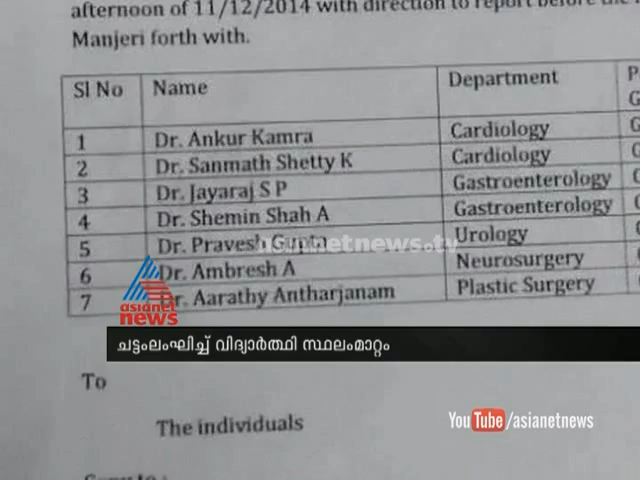 afternoon of 11/12/2014 with direction to report before the
Manjeri forth with.
Sl No Name Department
1 Dr. Ankur Kamra Cardiology
2 Dr. Sanmath Shetty K Cardiology
3 Dr. Jayaraj S P Gastroenterology
4 Dr. Shemin Shah A Gastroenterology
5 Dr. Pravesh Gupta Urology
asianetnews.tv
6 Dr. Ambresh A Neurosurgery
7 Dr. Aarathy Antharjanam Plastic Surgery
asianet
news
ചട്ടംലംഘിച്ച് വിദ്യാർത്ഥി സ്ഥലംമാറ്റം
To
The individuals
YouTube /asianetnews